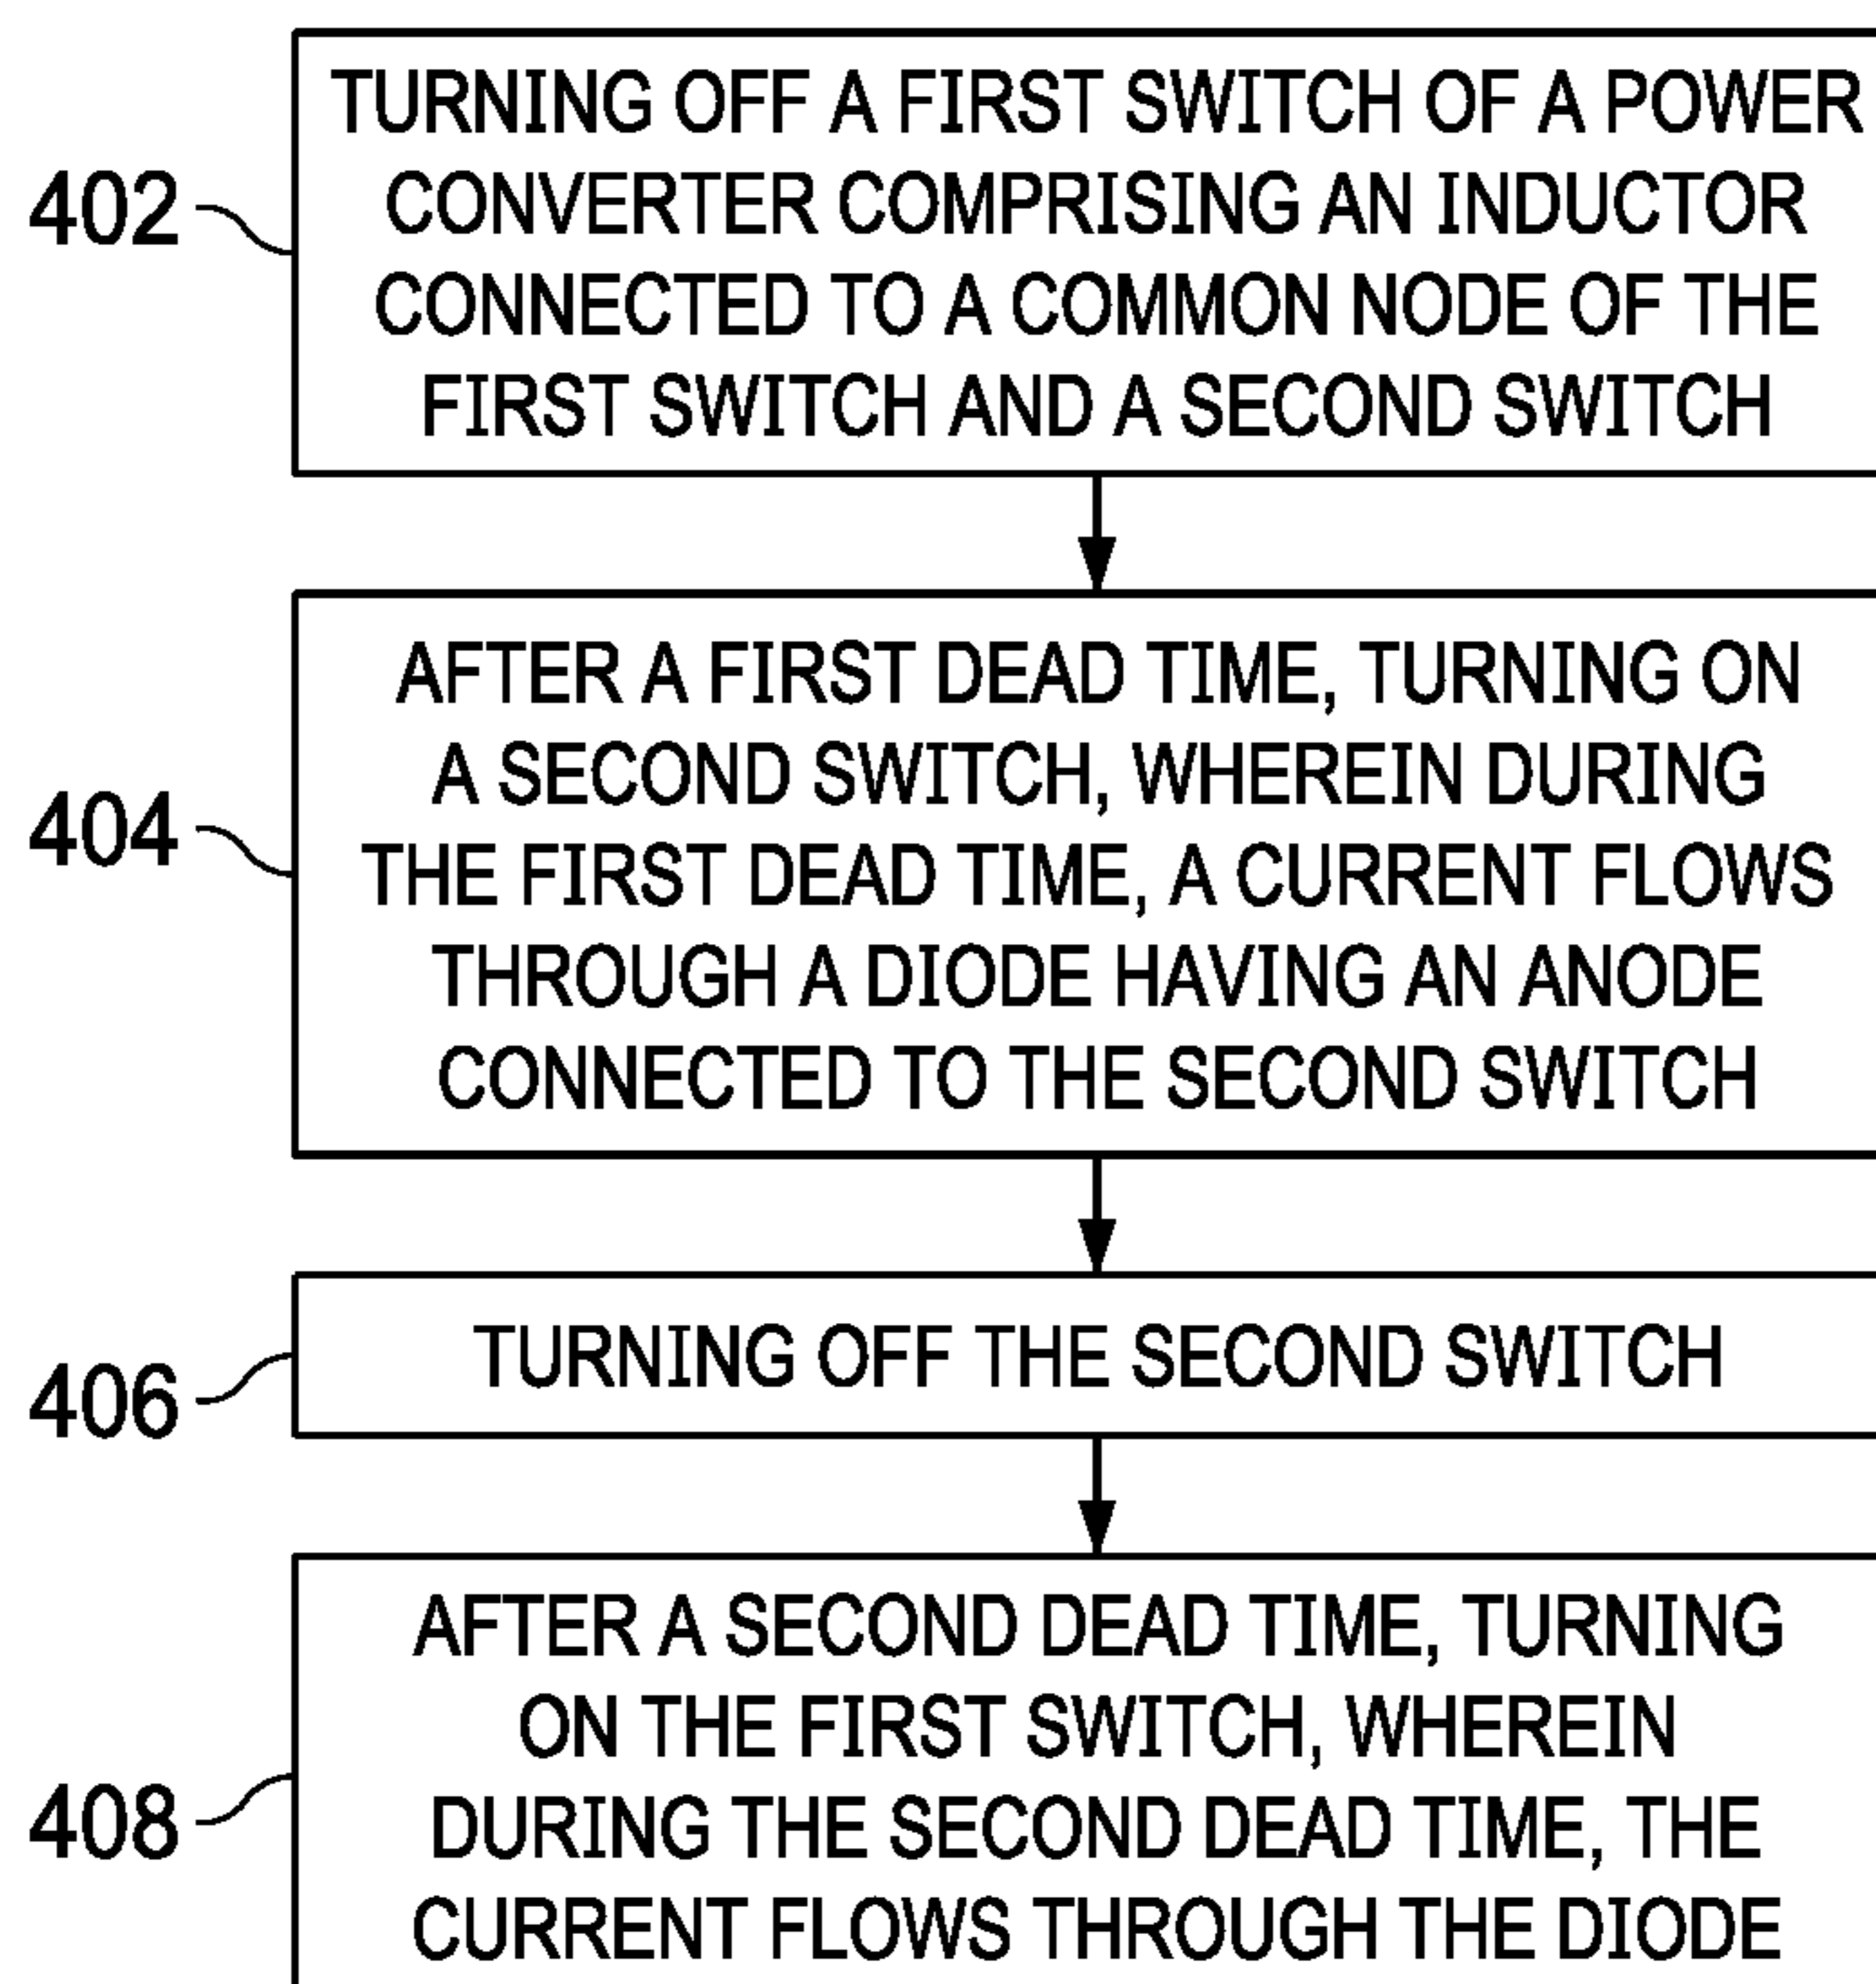 TURNING OFF A FIRST SWITCH OF A POWER
402
CONVERTER COMPRISING AN INDUCTOR
CONNECTED TO A COMMON NODE OF THE
FIRST SWITCH AND A SECOND SWITCH
AFTER A FIRST DEAD TIME, TURNING ON
A SECOND SWITCH, WHEREIN DURING
404
THE FIRST DEAD TIME, A CURRENT FLOWS
THROUGH A DIODE HAVING AN ANODE
CONNECTED TO THE SECOND SWITCH
TURNING OFF THE SECOND SWITCH
406
AFTER A SECOND DEAD TIME, TURNING
ON THE FIRST SWITCH, WHEREIN
408
DURING THE SECOND DEAD TIME, THE
CURRENT FLOWS THROUGH THE DIODE